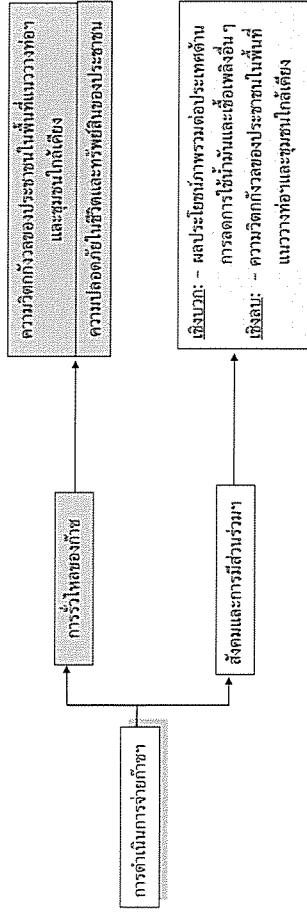 การดำเนินการจ่ายก๊าซฯ
การรั่วไหลของก๊าซ
ความวิตกกังวลของประชาชนในพื้นที่แนววางท่อฯ
และชุมชนใกล้เคียง
ความปลอดภัยในชีวิตและทรัพย์สินของประชาชน
สังคมและการมีส่วนร่วมฯ
เชิงบวก: - ผลประโยชน์ภาพรวมต่อประเทศด้าน
การลดการใช้น้ำมันและเชื้อเพลิงอื่น ๆ
เชิงลบ: - ความวิตกกังวลของประชาชนในพื้นที่
แนววางท่อฯและชุมชนใกล้เคียง